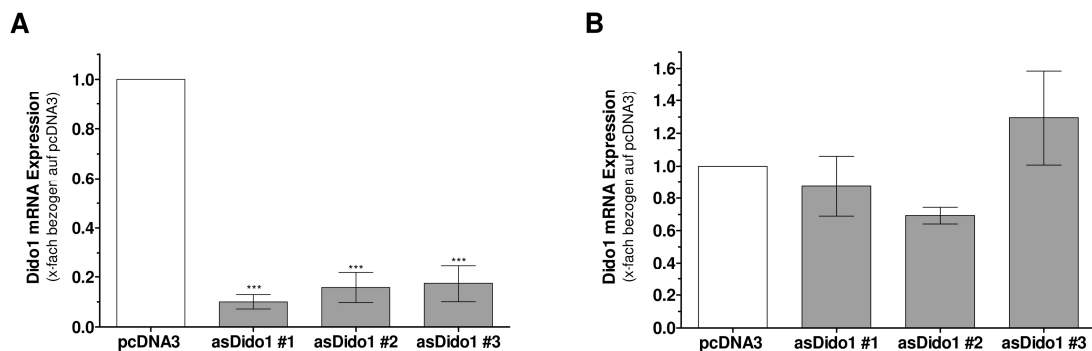 A
Dido1 mRNA Expression
(x-fach bezogen auf pcDNA3)
1.0
0.8
0.6
0.4
0.2
0.0
***
***
***
pcDNA3 asDido1 #1 asDido1 #2 asDido1 #3
B
Dido1 mRNA Expression
(x-fach bezogen auf pcDNA3)
1.6
1.4
1.2
1.0
0.8
0.6
0.4
0.2
0.0
pcDNA3 asDido1 #1 asDido1 #2 asDido1 #3